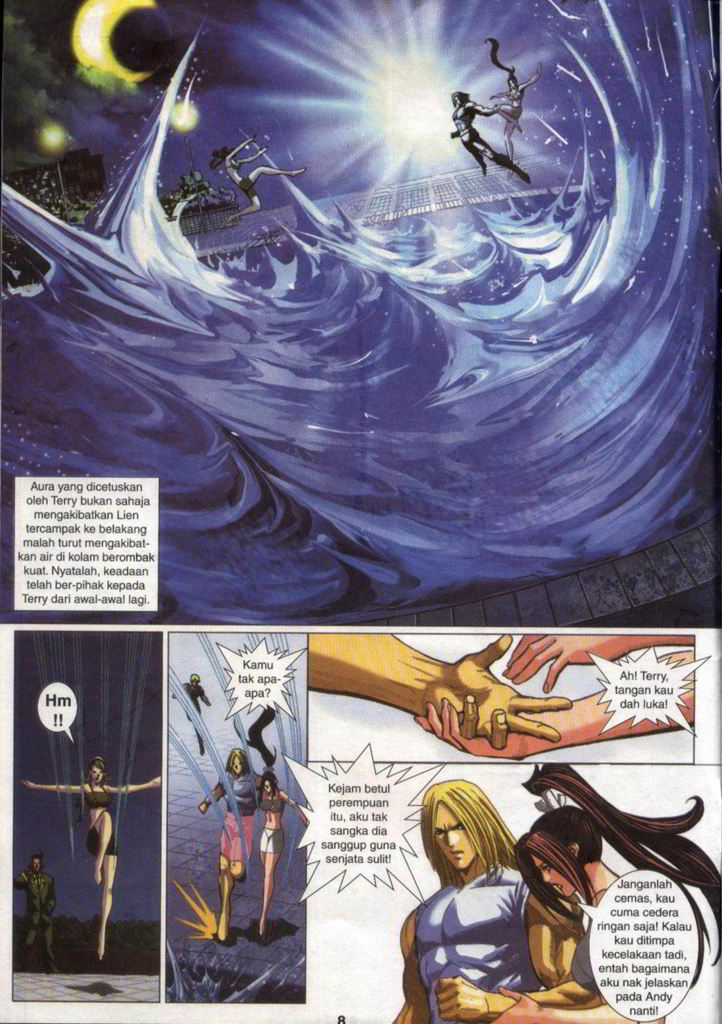 Aura yang dicetuskan
oleh Terry bukan sahaja
mengakibatkan Lien
tercampak ke belakang
malah turut mengakibat-
kan air di kolam berombak
kuat. Nyatalah, keadaan
telah ber-pihak kepada
Terry dari awal-awal lagi.
Hm
!!
Kamu
tak apa-
apa?
Ah! Terry,
tangan kau
dah luka!
Kejam betul
perempuan
itu, aku tak
sangka dia
sanggup guna
senjata sulit!
Janganlah
cemas, kau
cuma cedera
ringan saja! Kalau
kau ditimpa
kecelakaan tadi,
entah bagaimana
aku nak jelaskan
pada Andy
nanti!
8